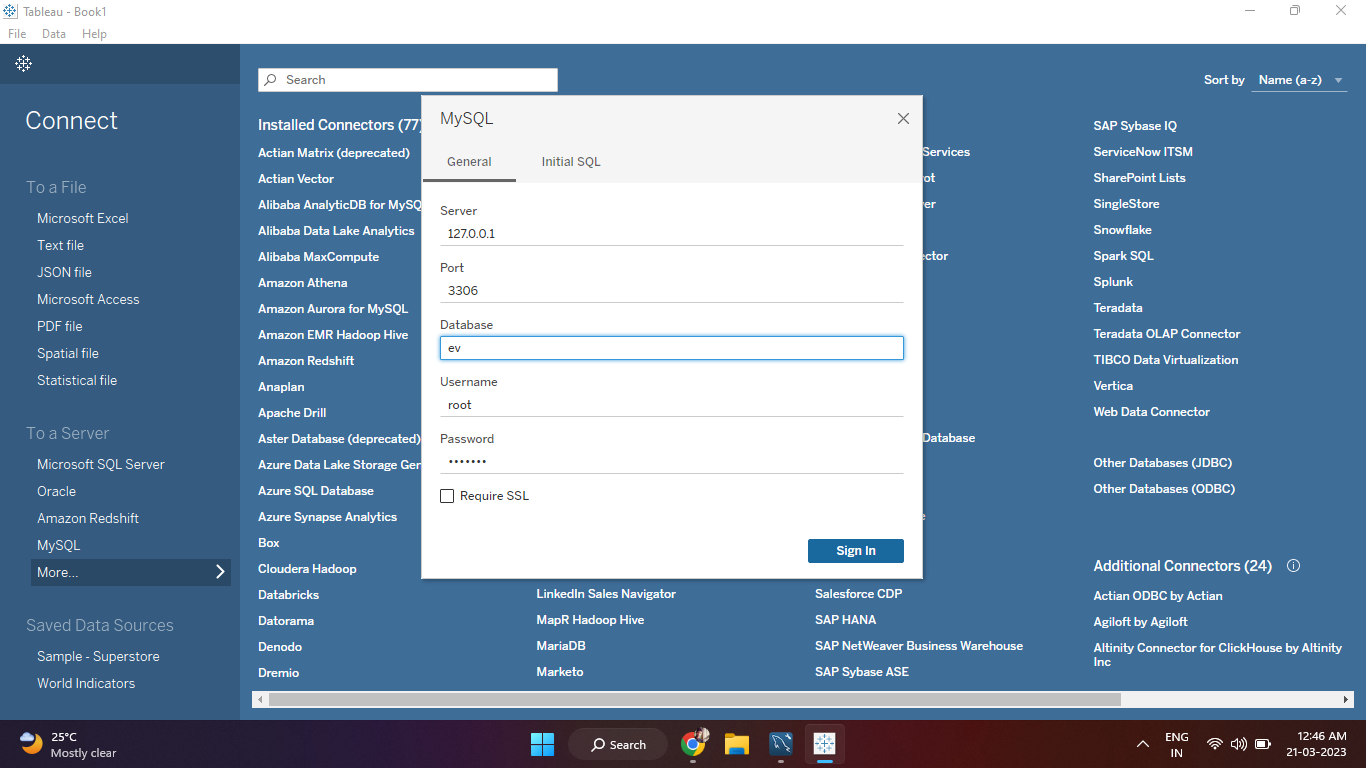 Tableau - Book1
File Data Help
Connect
To a File
Microsoft Excel
Text file
JSON file
Microsoft Access
PDF file
Spatial file
Statistical file
To a Server
Microsoft SQL Server
Oracle
Amazon Redshift
MySQL
More...
Saved Data Sources
Sample - Superstore
World Indicators
Search
Sort by Name (a-z)
Installed Connectors (77)
Actian Matrix (deprecated)
Actian Vector
Alibaba AnalyticDB for MySQ
Alibaba Data Lake Analytics
Alibaba MaxCompute
Amazon Athena
Amazon Aurora for MySQL
Amazon EMR Hadoop Hive
Amazon Redshift
Anaplan
Apache Drill
Aster Database (deprecated)
Azure Data Lake Storage Ger
Azure SQL Database
Azure Synapse Analytics
Box
Cloudera Hadoop
Databricks
Datorama
Denodo
Dremio
MySQL
General Initial SQL
Server
127.0.0.1
Port
3306
Database
ev
Username
root
Password
•••••••
Require SSL
Sign In
LinkedIn Sales Navigator
MapR Hadoop Hive
MariaDB
Marketo
Services
ot
er
ctor
Database
Salesforce CDP
SAP HANA
SAP NetWeaver Business Warehouse
SAP Sybase ASE
SAP Sybase IQ
ServiceNow ITSM
SharePoint Lists
SingleStore
Snowflake
Spark SQL
Splunk
Teradata
Teradata OLAP Connector
TIBCO Data Virtualization
Vertica
Web Data Connector
Other Databases (JDBC)
Other Databases (ODBC)
Additional Connectors (24)
Actian ODBC by Actian
Agiloft by Agiloft
Altinity Connector for ClickHouse by Altinity
Inc
25°C
Mostly clear
Search
ENG
IN
12:46 AM
21-03-2023